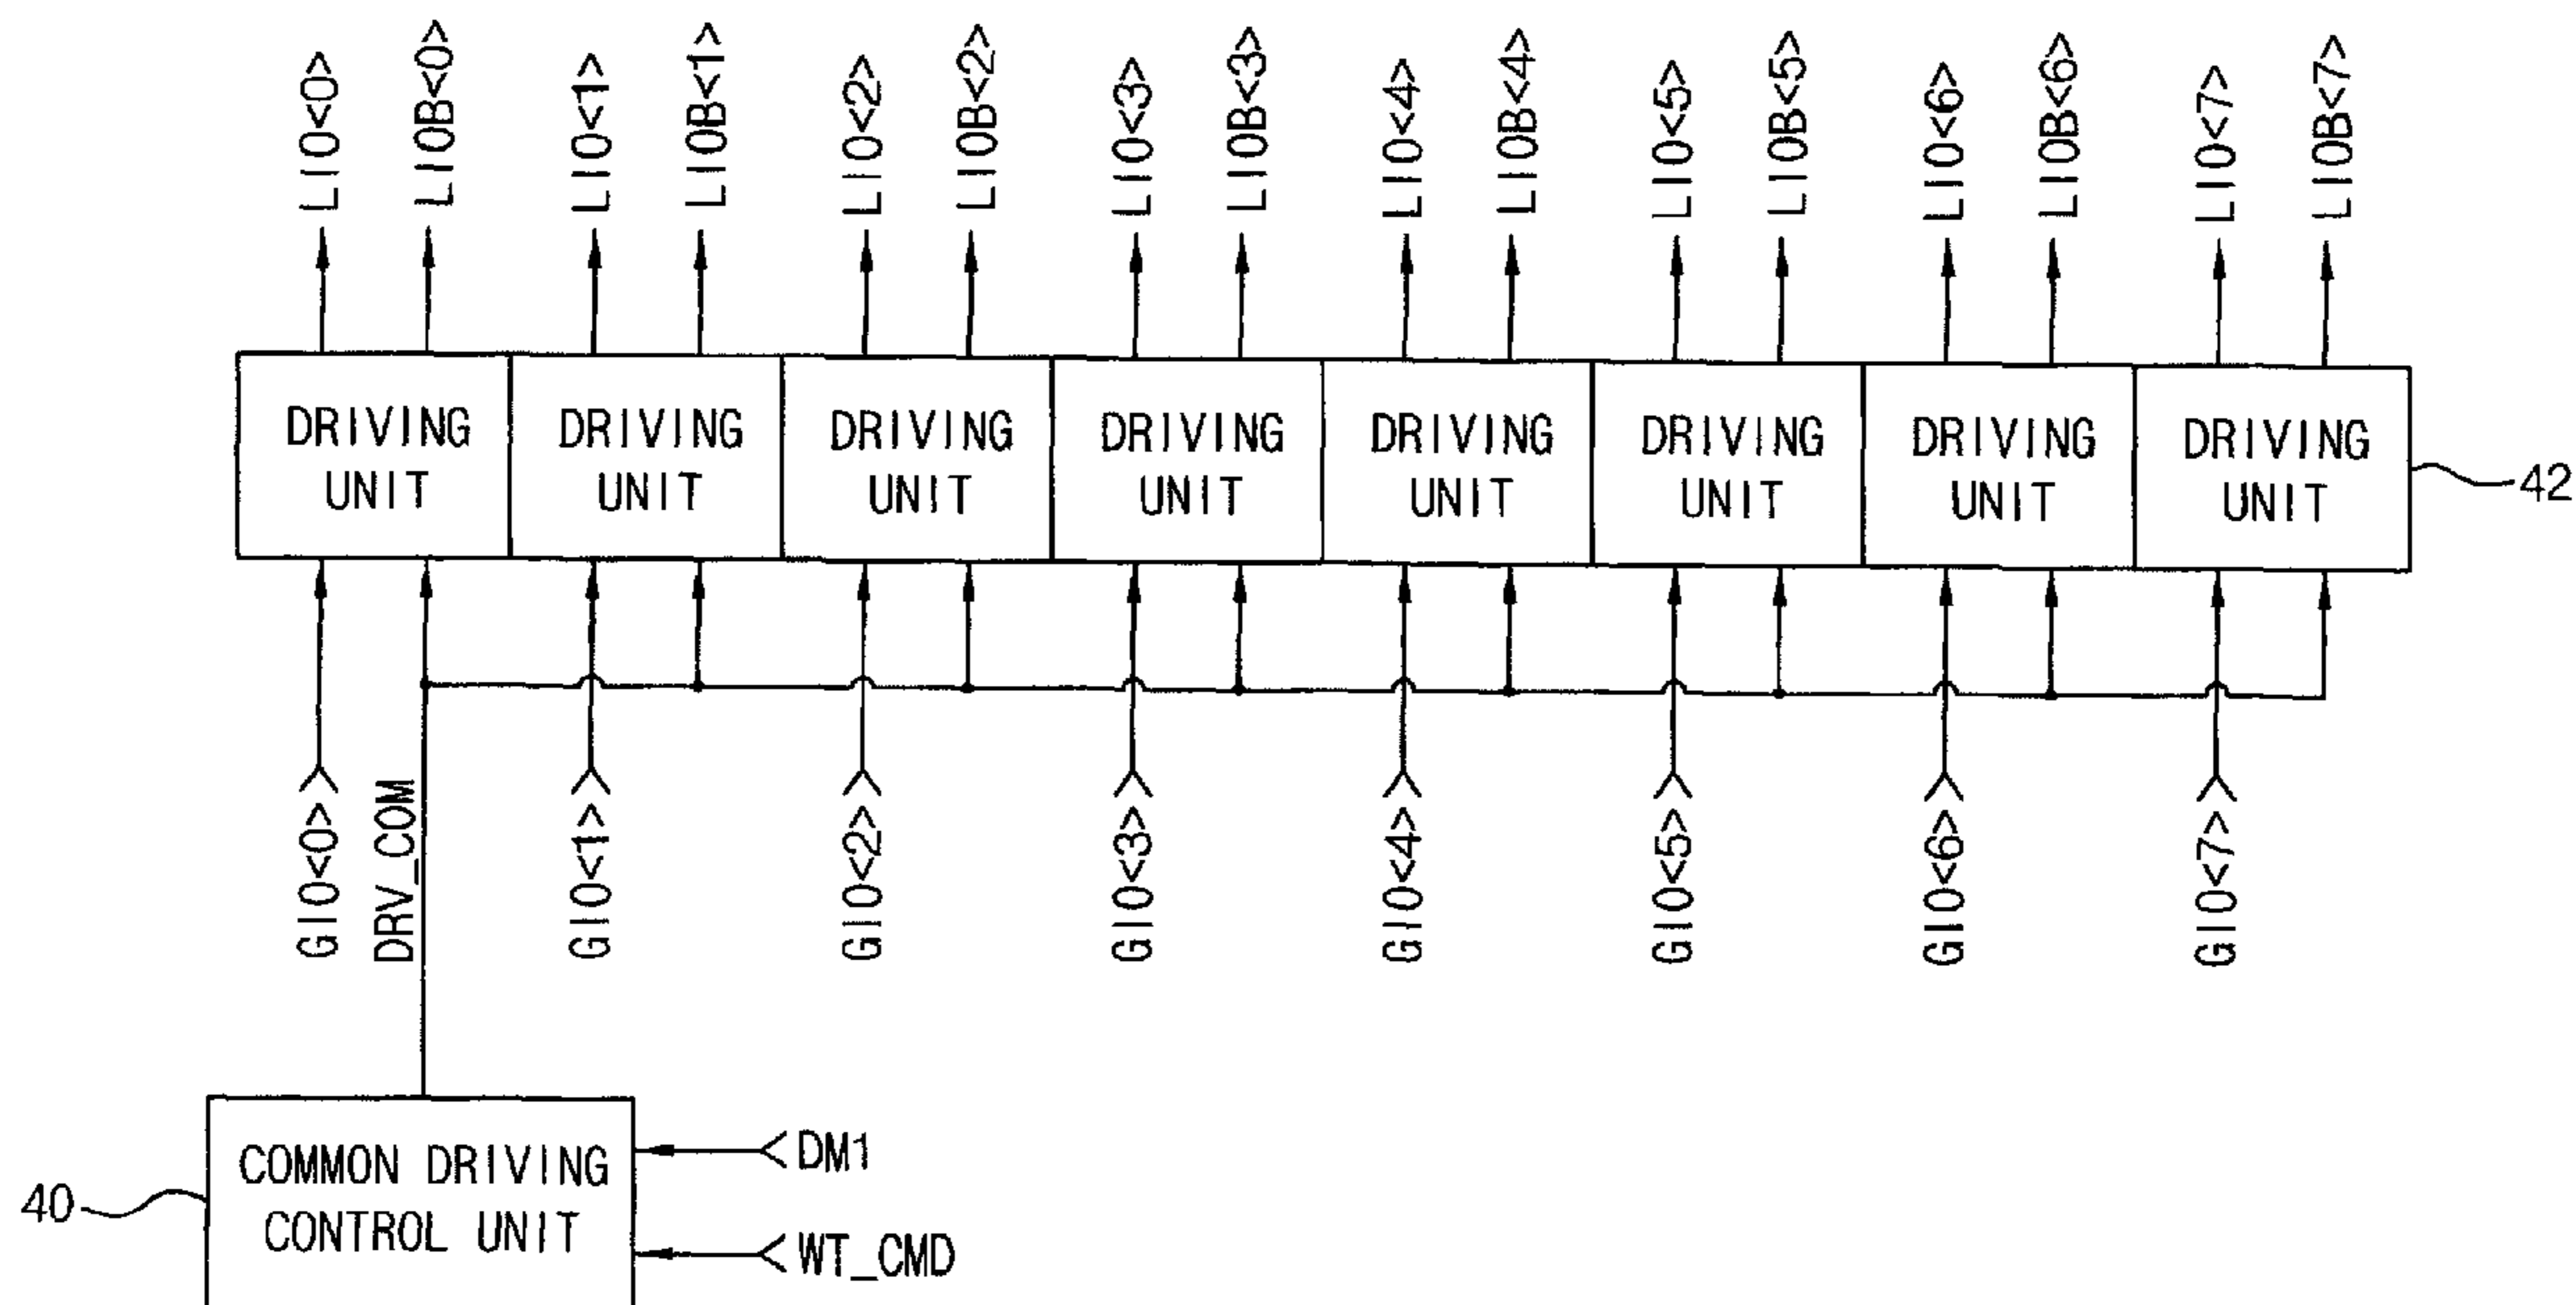 LIO<0>
LIOB<0>
LIO<1>
LIOB<1>
LIO<2>
LIOB<2>
LIO<3>
LIOB<3>
LIO<4>
LIOB<4>
LIO<5>
LIOB<5>
LIO<6>
LIOB<6>
LIO<7>
LIOB<7>
DRIVING
UNIT
DRIVING
UNIT
DRIVING
UNIT
DRIVING
UNIT
DRIVING
UNIT
DRIVING
UNIT
DRIVING
UNIT
DRIVING
UNIT
42
GIO<0>
DRV_COM
GIO<1>
GIO<2>
GIO<3>
GIO<4>
GIO<5>
GIO<6>
GIO<7>
40
COMMON DRIVING
CONTROL UNIT
DM1
WT_CMD